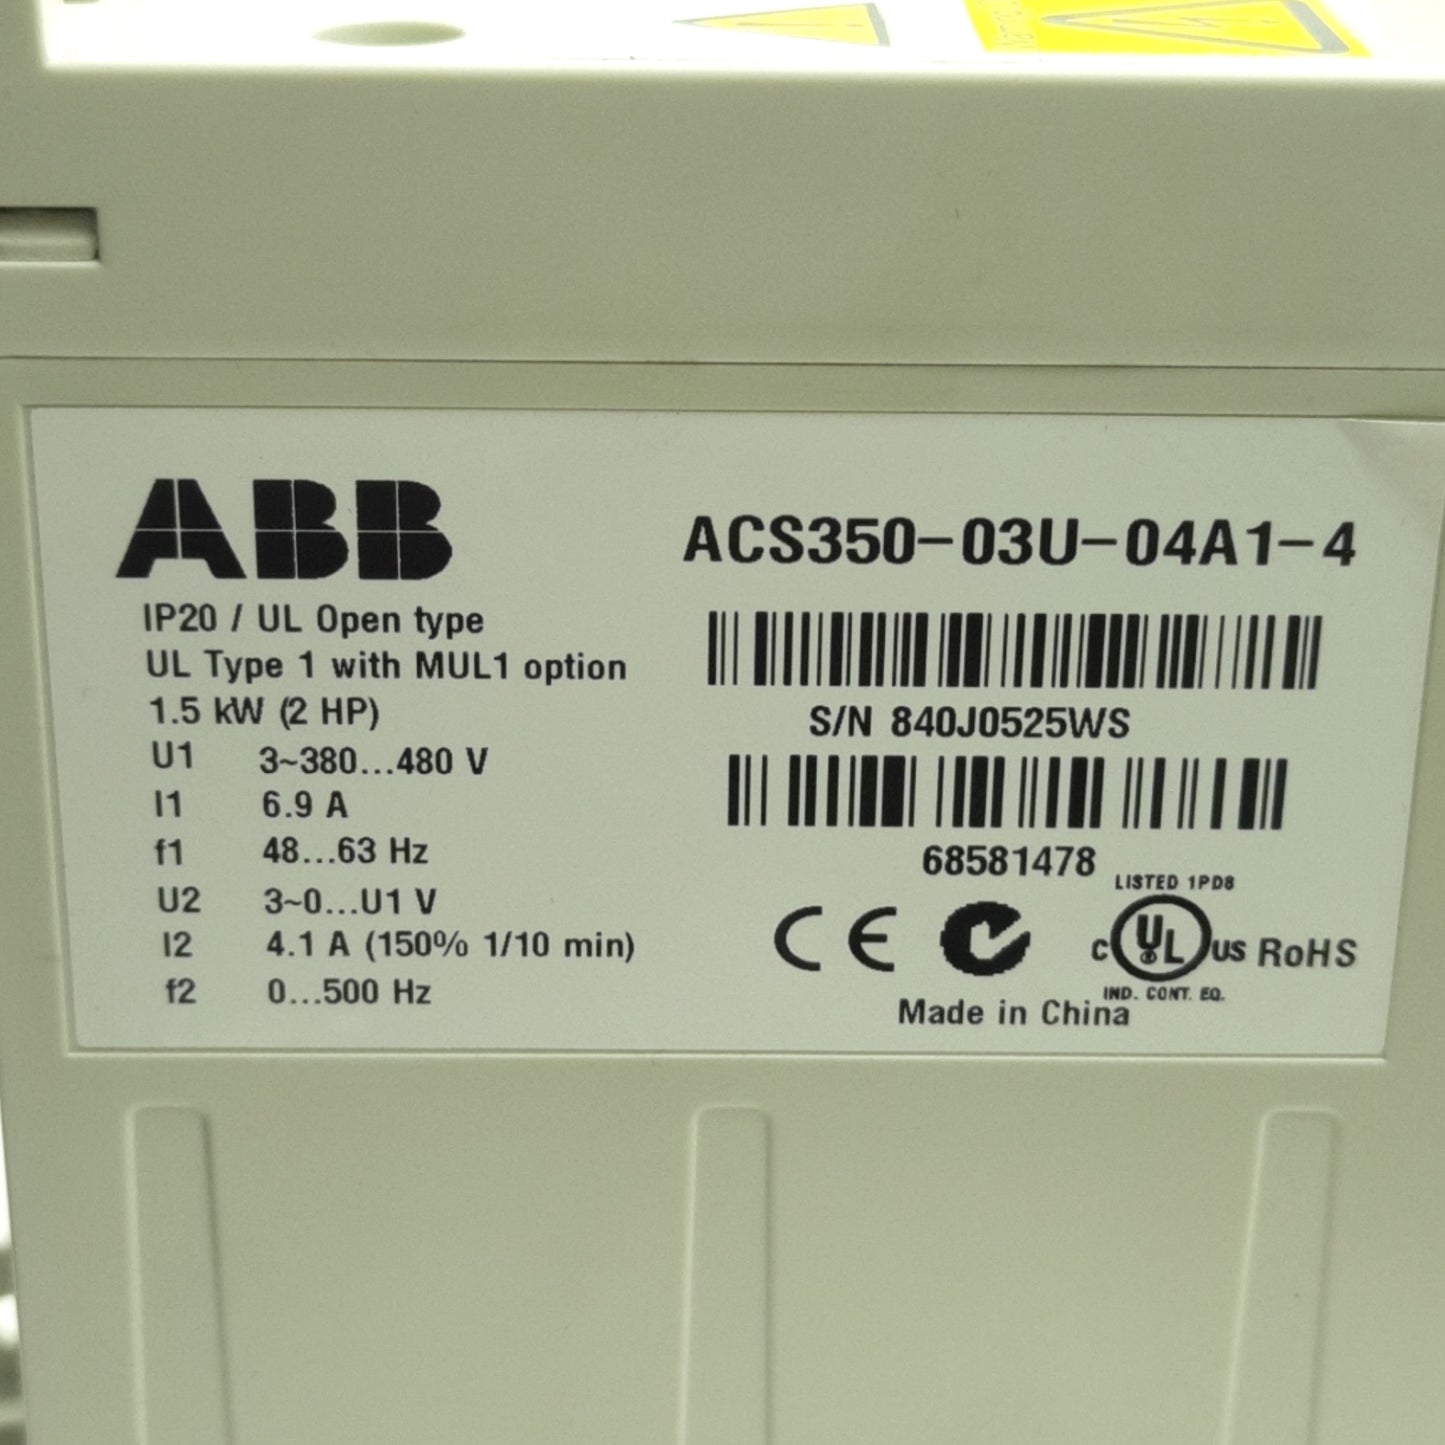 ABB
IP20 / UL Open type
UL Type 1 with MUL1 option
1.5 kW (2 HP)
U1 3~380...480 V
I1 6.9 A
f1 48...63 Hz
U2 3~0...U1 V
I2 4.1 A (150% 1/10 min)
f2 0...500 Hz
ACS350-03U-04A1-4
S/N 840J0525WS
68581478
LISTED 1PD8
CE C UL US RoHS
IND. CONT. EQ.
Made in China